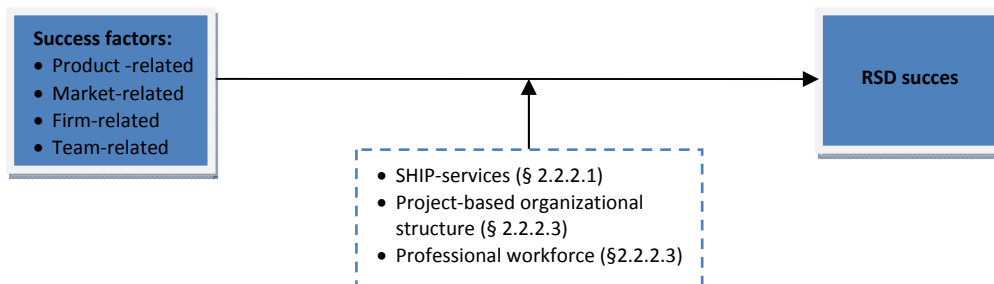 Success factors:
• Product -related
• Market-related
• Firm-related
• Team-related
RSD succes
• SHIP-services (§ 2.2.2.1)
• Project-based organizational
structure (§ 2.2.2.3)
• Professional workforce (§2.2.2.3)